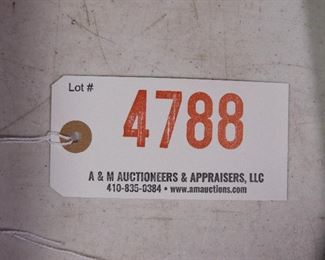 Lot #
4788
A & M AUCTIONEERS & APPRAISERS, LLC
410-835-0384 • www.amauctions.com